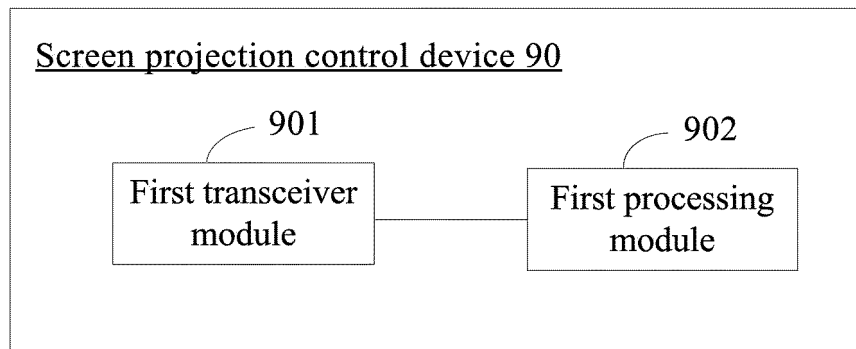 Screen projection control device 90
901
902
First transceiver
module
First processing
module